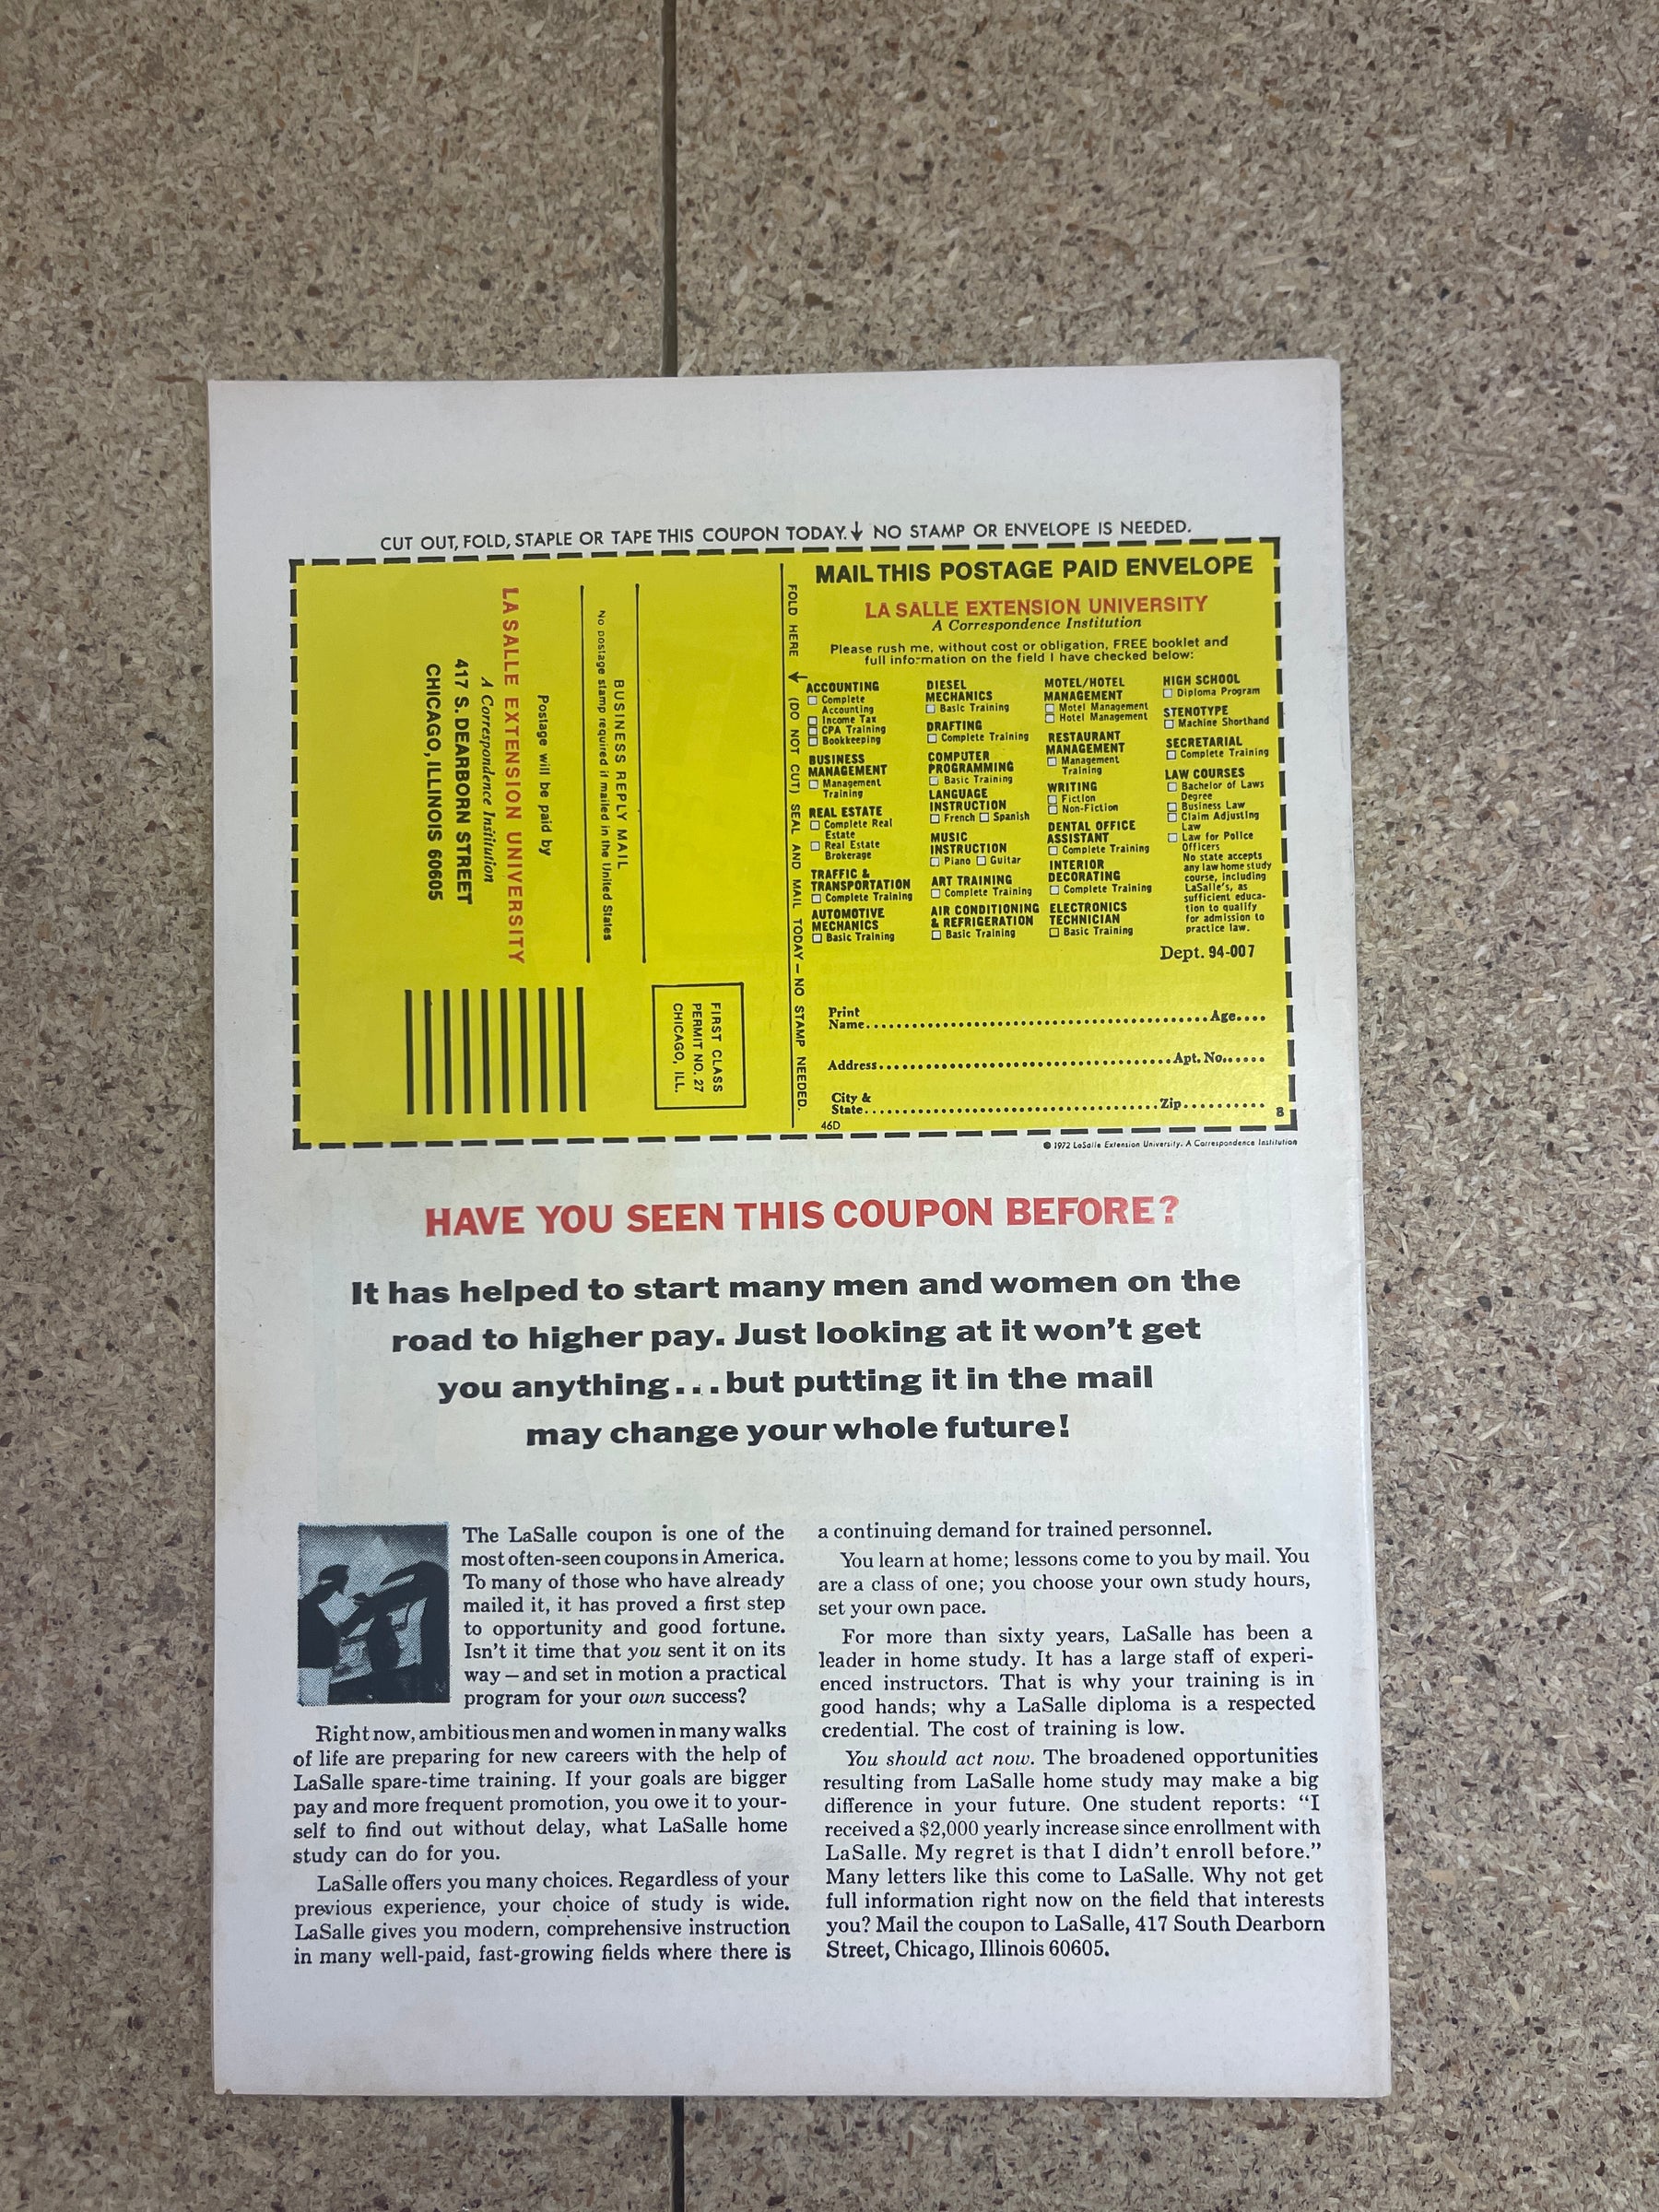 CUT OUT, FOLD, STAPLE OR TAPE THIS COUPON TODAY. ↓ NO STAMP OR ENVELOPE IS NEEDED.
LA SALLE EXTENSION UNIVERSITY
A Correspondence Institution
417 S. DEARBORN STREET
CHICAGO, ILLINOIS 60605
Postage will be paid by
BUSINESS REPLY MAIL
No postage stamp required if mailed in the United States
FIRST CLASS
PERMIT NO. 27
CHICAGO, ILL.
FOLD HERE ↓ (DO NOT CUT) SEAL AND MAIL TODAY — NO STAMP NEEDED.
MAIL THIS POSTAGE PAID ENVELOPE
LA SALLE EXTENSION UNIVERSITY
A Correspondence Institution
Please rush me, without cost or obligation, FREE booklet and
full information on the field I have checked below:
ACCOUNTING
☐ Complete
Accounting
☐ Income Tax
☐ CPA Training
☐ Bookkeeping
BUSINESS
MANAGEMENT
☐ Management
Training
REAL ESTATE
☐ Complete Real
Estate
☐ Real Estate
Brokerage
TRAFFIC &
TRANSPORTATION
☐ Complete Training
AUTOMOTIVE
MECHANICS
☐ Basic Training
DIESEL
MECHANICS
☐ Basic Training
DRAFTING
☐ Complete Training
COMPUTER
PROGRAMMING
☐ Basic Training
LANGUAGE
INSTRUCTION
☐ French ☐ Spanish
MUSIC
INSTRUCTION
☐ Piano ☐ Guitar
ART TRAINING
☐ Complete Training
AIR CONDITIONING
& REFRIGERATION
☐ Basic Training
MOTEL/HOTEL
MANAGEMENT
☐ Motel Management
☐ Hotel Management
RESTAURANT
MANAGEMENT
☐ Management
Training
WRITING
☐ Fiction
☐ Non-Fiction
DENTAL OFFICE
ASSISTANT
☐ Complete Training
INTERIOR
DECORATING
☐ Complete Training
ELECTRONICS
TECHNICIAN
☐ Basic Training
HIGH SCHOOL
☐ Diploma Program
STENOTYPE
☐ Machine Shorthand
SECRETARIAL
☐ Complete Training
LAW COURSES
☐ Bachelor of Laws
Degree
☐ Business Law
☐ Claim Adjusting
Law
☐ Law for Police
Officers
No state accepts
any law home study
course, including
LaSalle's, as
sufficient educa-
tion to qualify
for admission to
practice law.
Dept. 94-007
Print
Name.................................................Age....
Address.........................................Apt. No......
City &
State.........................................Zip..........
46D
8
© 1972 LaSalle Extension University. A Correspondence Institution
HAVE YOU SEEN THIS COUPON BEFORE?
It has helped to start many men and women on the
road to higher pay. Just looking at it won't get
you anything...but putting it in the mail
may change your whole future!
The LaSalle coupon is one of the
most often-seen coupons in America.
To many of those who have already
mailed it, it has proved a first step
to opportunity and good fortune.
Isn't it time that you sent it on its
way — and set in motion a practical
program for your own success?
Right now, ambitious men and women in many walks
of life are preparing for new careers with the help of
LaSalle spare-time training. If your goals are bigger
pay and more frequent promotion, you owe it to your-
self to find out without delay, what LaSalle home
study can do for you.
LaSalle offers you many choices. Regardless of your
previous experience, your choice of study is wide.
LaSalle gives you modern, comprehensive instruction
in many well-paid, fast-growing fields where there is
a continuing demand for trained personnel.
You learn at home; lessons come to you by mail. You
are a class of one; you choose your own study hours,
set your own pace.
For more than sixty years, LaSalle has been a
leader in home study. It has a large staff of experi-
enced instructors. That is why your training is in
good hands; why a LaSalle diploma is a respected
credential. The cost of training is low.
You should act now. The broadened opportunities
resulting from LaSalle home study may make a big
difference in your future. One student reports: "I
received a $2,000 yearly increase since enrollment with
LaSalle. My regret is that I didn't enroll before."
Many letters like this come to LaSalle. Why not get
full information right now on the field that interests
you? Mail the coupon to LaSalle, 417 South Dearborn
Street, Chicago, Illinois 60605.